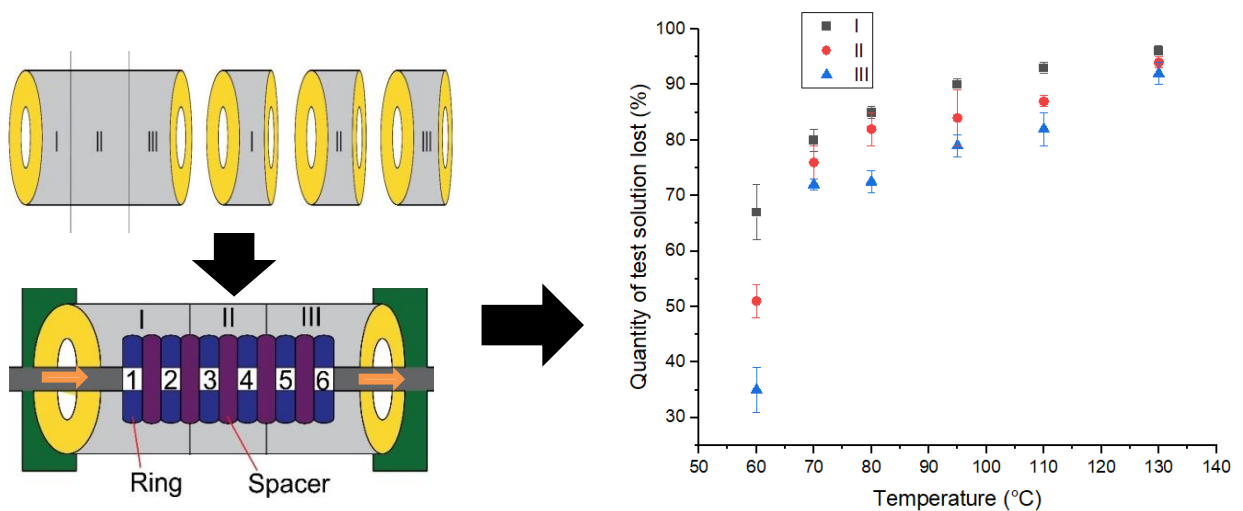 I II III I II III
I II III
1 2 3 4 5 6
Ring Spacer
I
II
III
Quantity of test solution lost (%)
100
90
80
70
60
50
40
30
50 60 70 80 90 100 110 120 130 140
Temperature (°C)